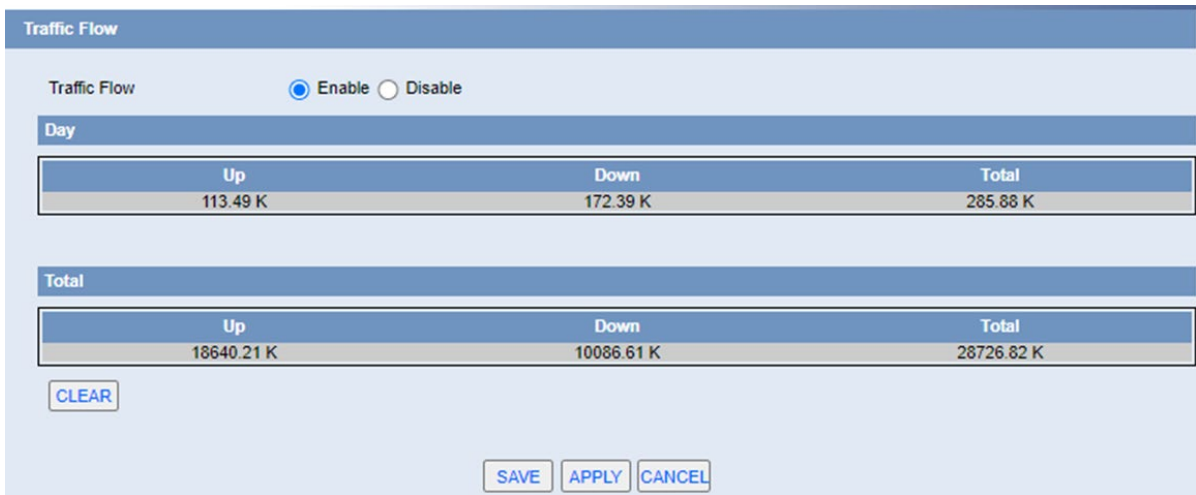 Traffic Flow
Traffic Flow Enable Disable
Day
Up Down Total
113.49 K 172.39 K 285.88 K
Total
Up Down Total
18640.21 K 10086.61 K 28726.82 K
CLEAR
SAVE APPLY CANCEL